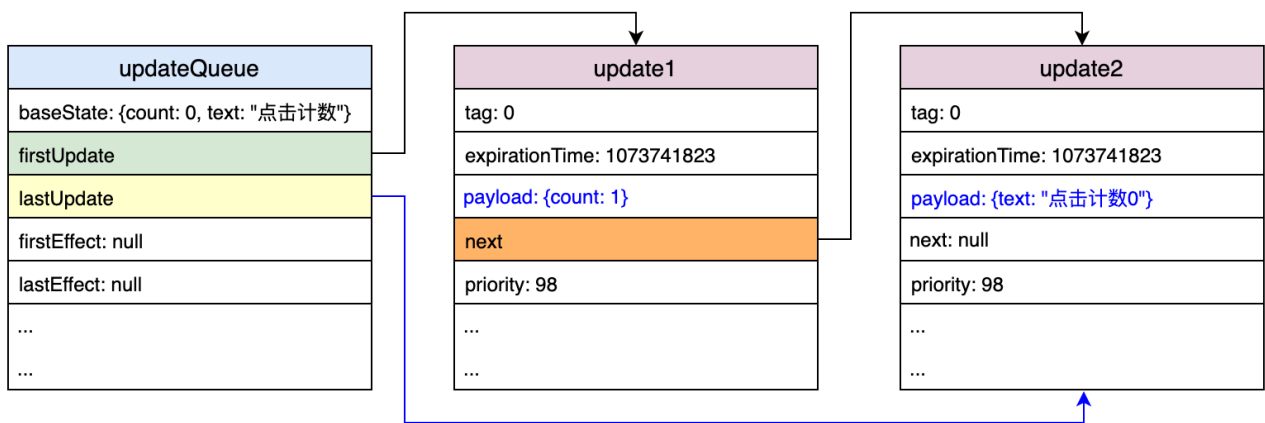 updateQueue
baseState: {count: 0, text: "点击计数"}
firstUpdate
lastUpdate
firstEffect: null
lastEffect: null
...
...
update1
tag: 0
expirationTime: 1073741823
payload: {count: 1}
next
priority: 98
...
...
update2
tag: 0
expirationTime: 1073741823
payload: {text: "点击计数0"}
next: null
priority: 98
...
...